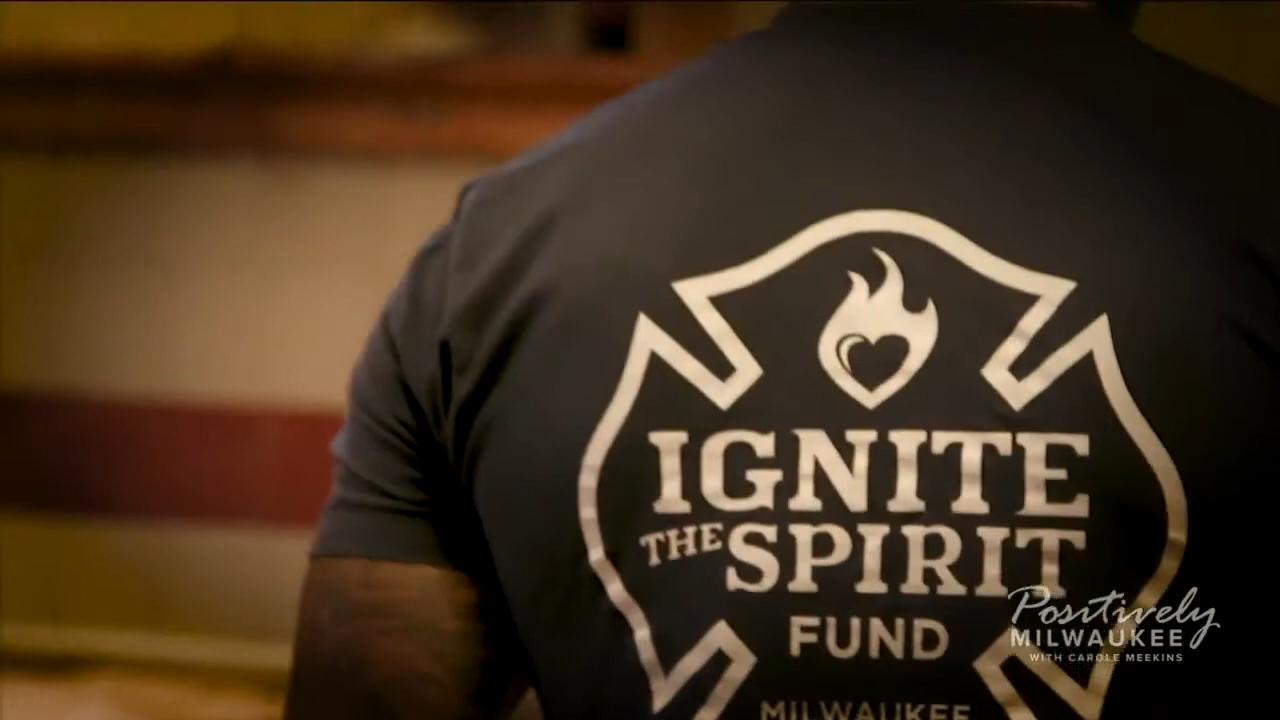 IGNITE
THE SPIRIT
FUND
MILWAUKEE
Positively
MILWAUKEE
WITH CAROLE MEEKINS